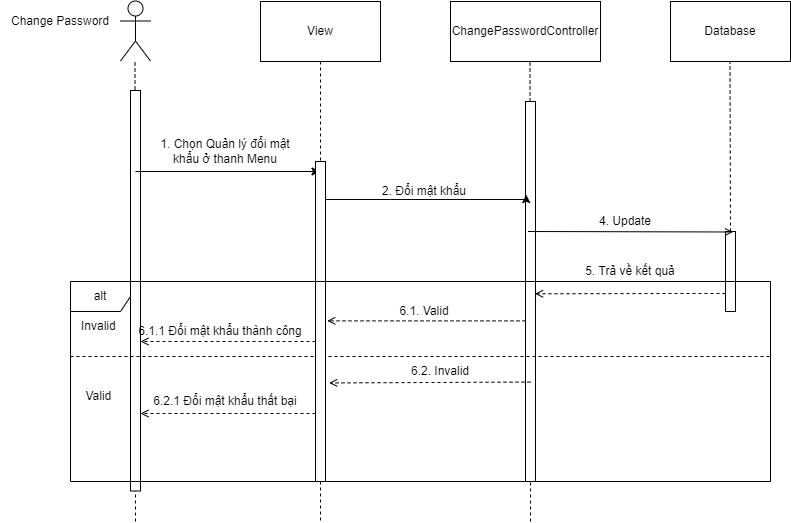 Change Password
View
ChangePasswordController
Database
1. Chọn Quản lý đổi mật
khẩu ở thanh Menu
2. Đổi mật khẩu
4. Update
5. Trả về kết quả
alt
6.1. Valid
Invalid
6.1.1 Đổi mật khẩu thành công
6.2. Invalid
Valid
6.2.1 Đổi mật khẩu thất bại